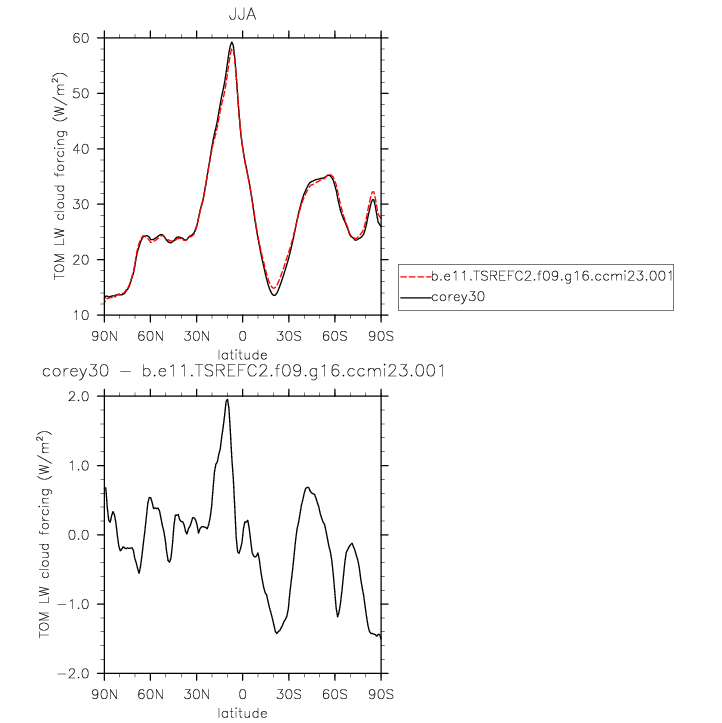 JJA
TOM LW cloud forcing (W/m²)
60
50
40
30
20
10
90N 60N 30N 0 30S 60S 90S
latitude
b.e11.TSREFC2.f09.g16.ccmi23.001
corey30
corey30 − b.e11.TSREFC2.f09.g16.ccmi23.001
TOM LW cloud forcing (W/m²)
2.0
1.0
0.0
−1.0
−2.0
90N 60N 30N 0 30S 60S 90S
latitude